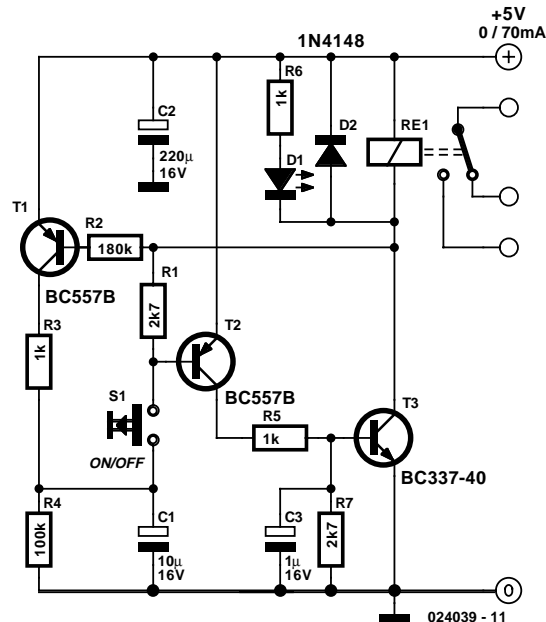 +5V
0 / 70mA
1N4148
+
R6
1k
C2
220µ
16V
D1
D2
RE1
T1
R2
180k
BC557B
R1
2k7
T2
BC557B
R3
1k
S1
ON/OFF
R5
1k
T3
BC337-40
R4
100k
C1
10µ
16V
C3
1µ
16V
R7
2k7
0
024039 - 11